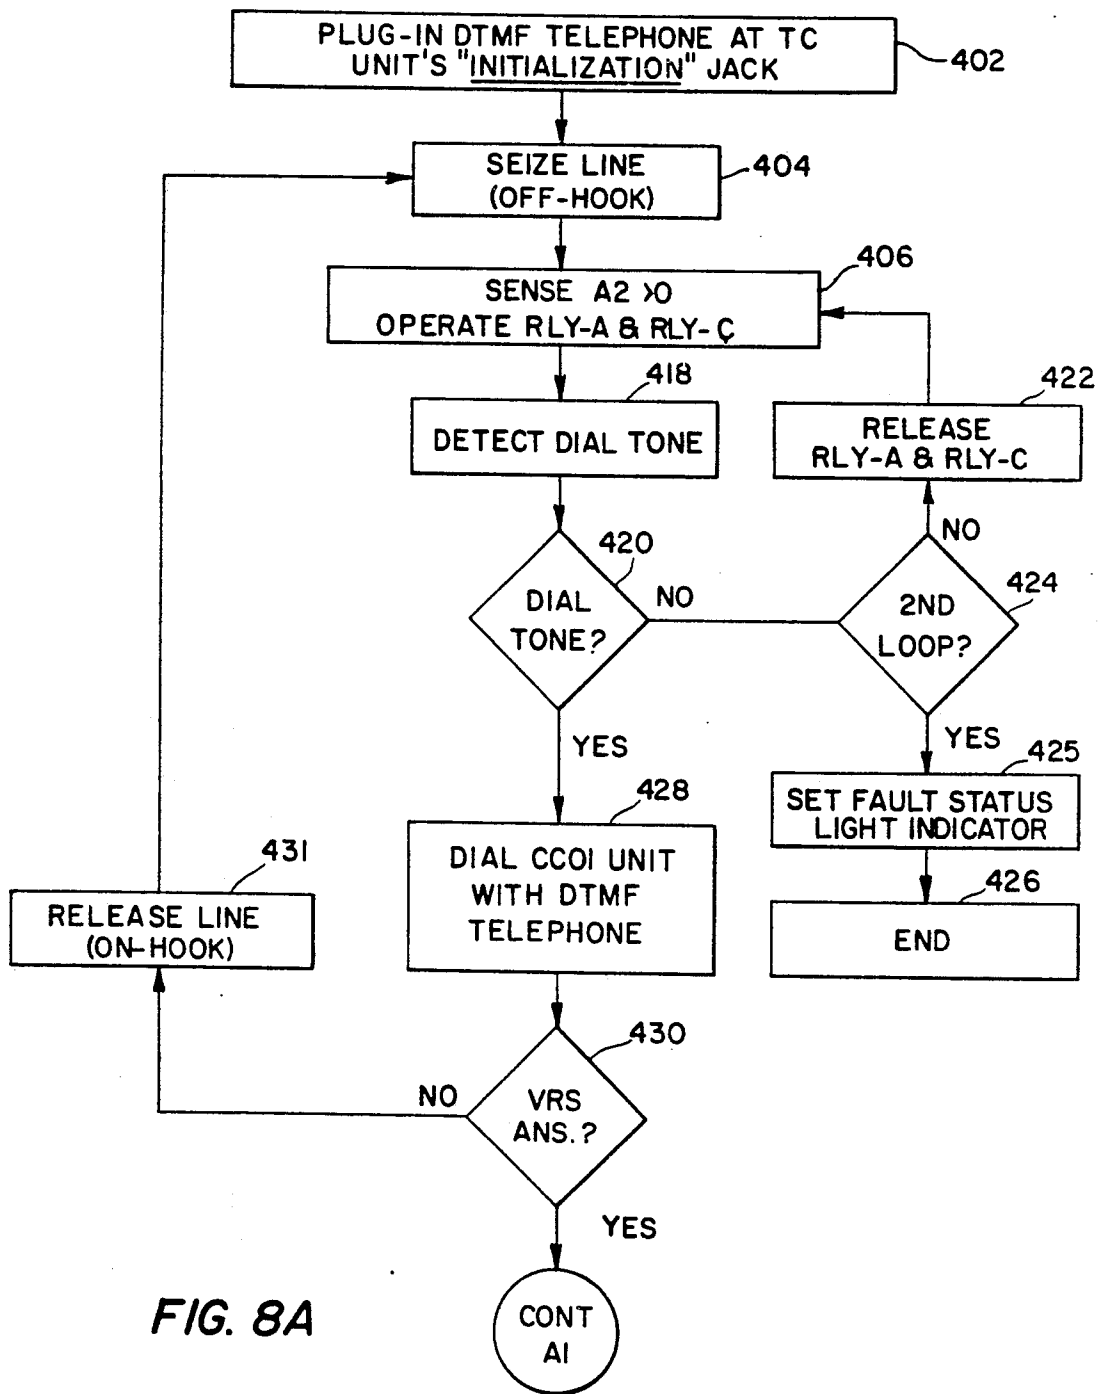 PLUG-IN DTMF TELEPHONE AT TC
UNIT'S "INITIALIZATION" JACK
402
SEIZE LINE
(OFF-HOOK)
404
SENSE A2 >0
OPERATE RLY-A & RLY-C
406
DETECT DIAL TONE
418
RELEASE
RLY-A & RLY-C
422
NO
DIAL
TONE?
420
NO
2ND
LOOP?
424
YES
YES
SET FAULT STATUS
LIGHT INDICATOR
425
DIAL CCOI UNIT
WITH DTMF
TELEPHONE
428
RELEASE LINE
(ON-HOOK)
431
END
426
NO
VRS
ANS.?
430
YES
CONT
A1
FIG. 8A